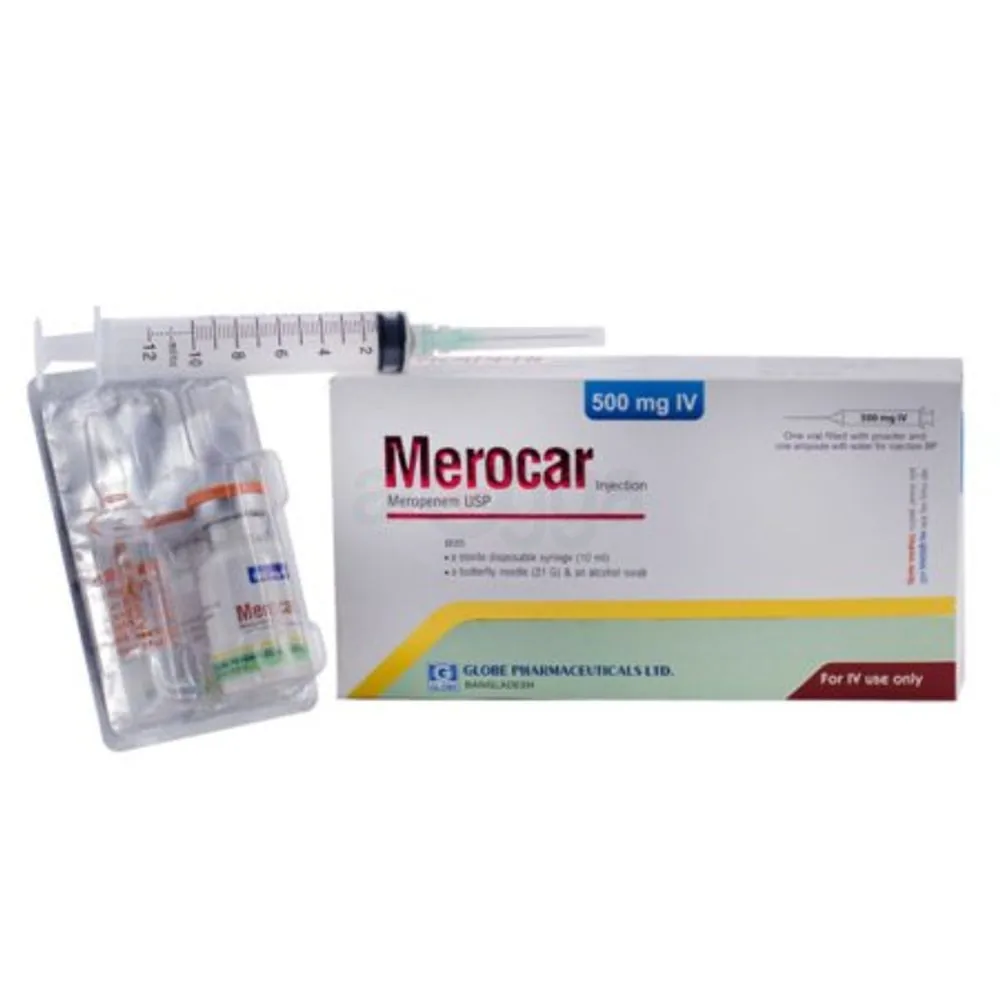 12
10
8
6
4
2
500 mg IV
Merocar Injection
Meropenem USP
With
• a sterile disposable syringe (10 ml)
• a butterfly needle (21 G) & an alcohol swab
500 mg IV
One vial filled with powder and
one ampoule with water for injection BP
G GLOBE PHARMACEUTICALS LTD.
GLOBE BANGLADESH
For IV use only
Merocar